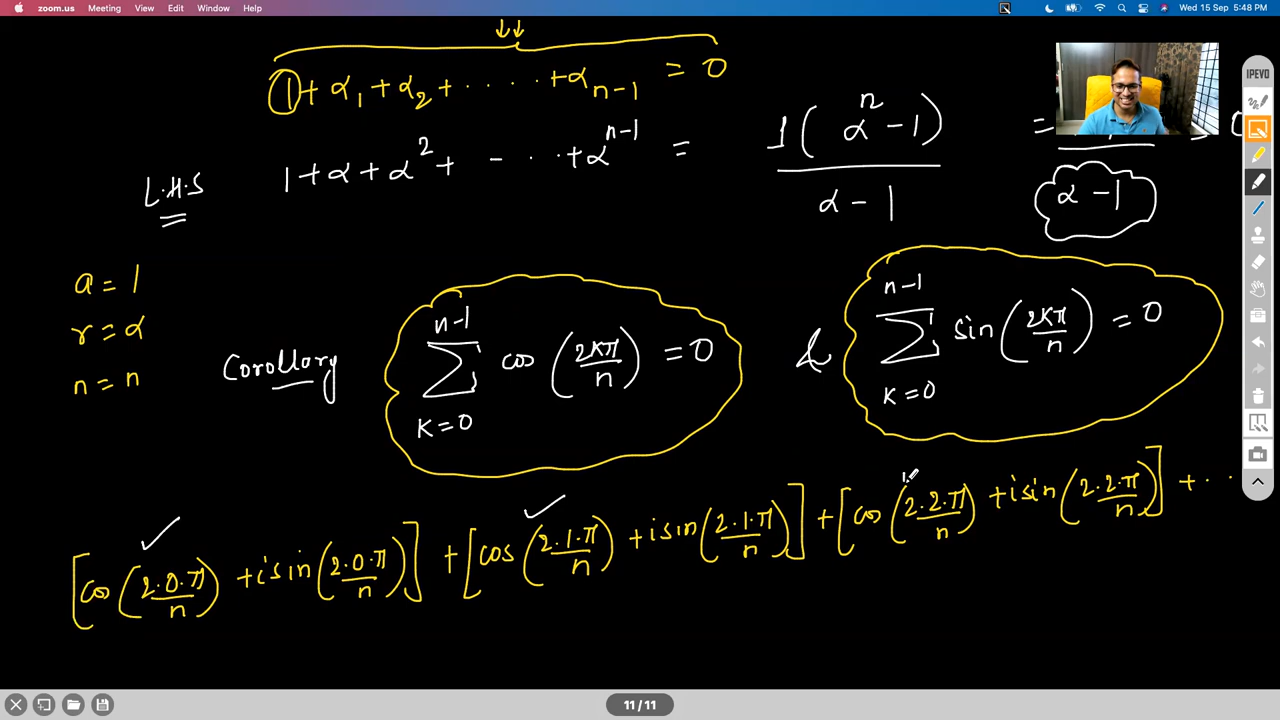 zoom.us Meeting View Edit Window Help Wed 15 Sep 5:48 PM
IPEVO
1 + α₁ + α₂ + · · · · · + αₙ₋₁ = 0
L.H.S 1 + α + α² + - · · · + αⁿ⁻¹ = 1(αⁿ - 1) / α - 1 =
α - 1
a = 1
r = α
n = n
Corollary n-1 Σ K=0 cos(2Kπ/n) = 0 & n-1 Σ K=0 sin(2Kπ/n) = 0
[cos(2·0·π/n) + i sin(2·0·π/n)] + [cos(2·1·π/n) + i sin(2·1·π/n)] + [cos(2·2·π/n) + i sin(2·2·π/n)] + · · ·
11 / 11